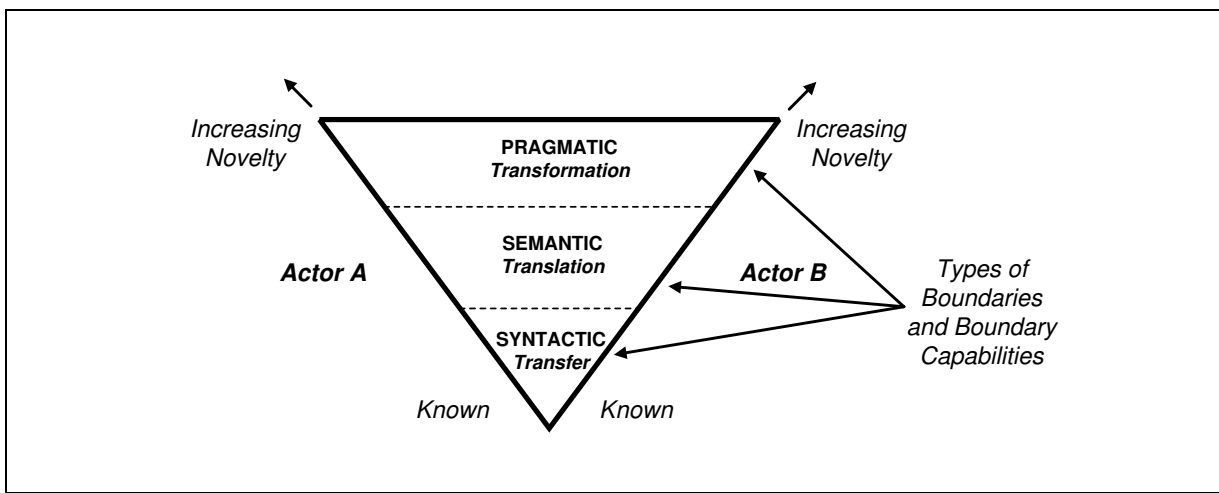 Increasing
Novelty
Increasing
Novelty
PRAGMATIC
Transformation
SEMANTIC
Translation
Actor A
Actor B
Types of
Boundaries
and Boundary
Capabilities
SYNTACTIC
Transfer
Known
Known